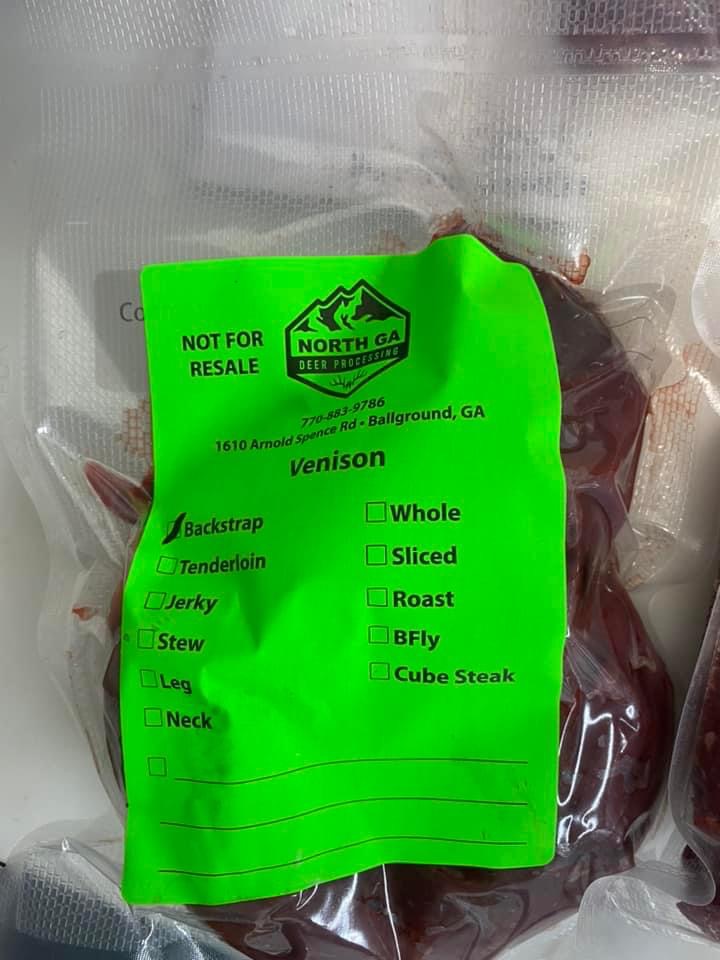 Co
NOT FOR
RESALE
NORTH GA
DEER PROCESSING
770-883-9786
1610 Arnold Spence Rd • Ballground, GA
Venison
Backstrap
Tenderloin
Jerky
Stew
Leg
Neck
Whole
Sliced
Roast
BFly
Cube Steak